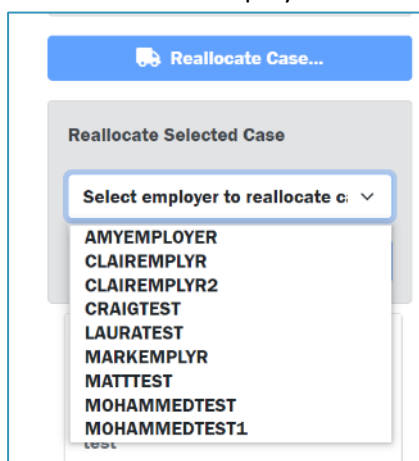 Reallocate Case...
Reallocate Selected Case
Select employer to reallocate c
AMYEMPLOYER
CLAIREMPLYR
CLAIREMPLYR2
CRAIGTEST
LAURATEST
MARKEMPLYR
MATTTEST
MOHAMMEDTEST
MOHAMMEDTEST1
test